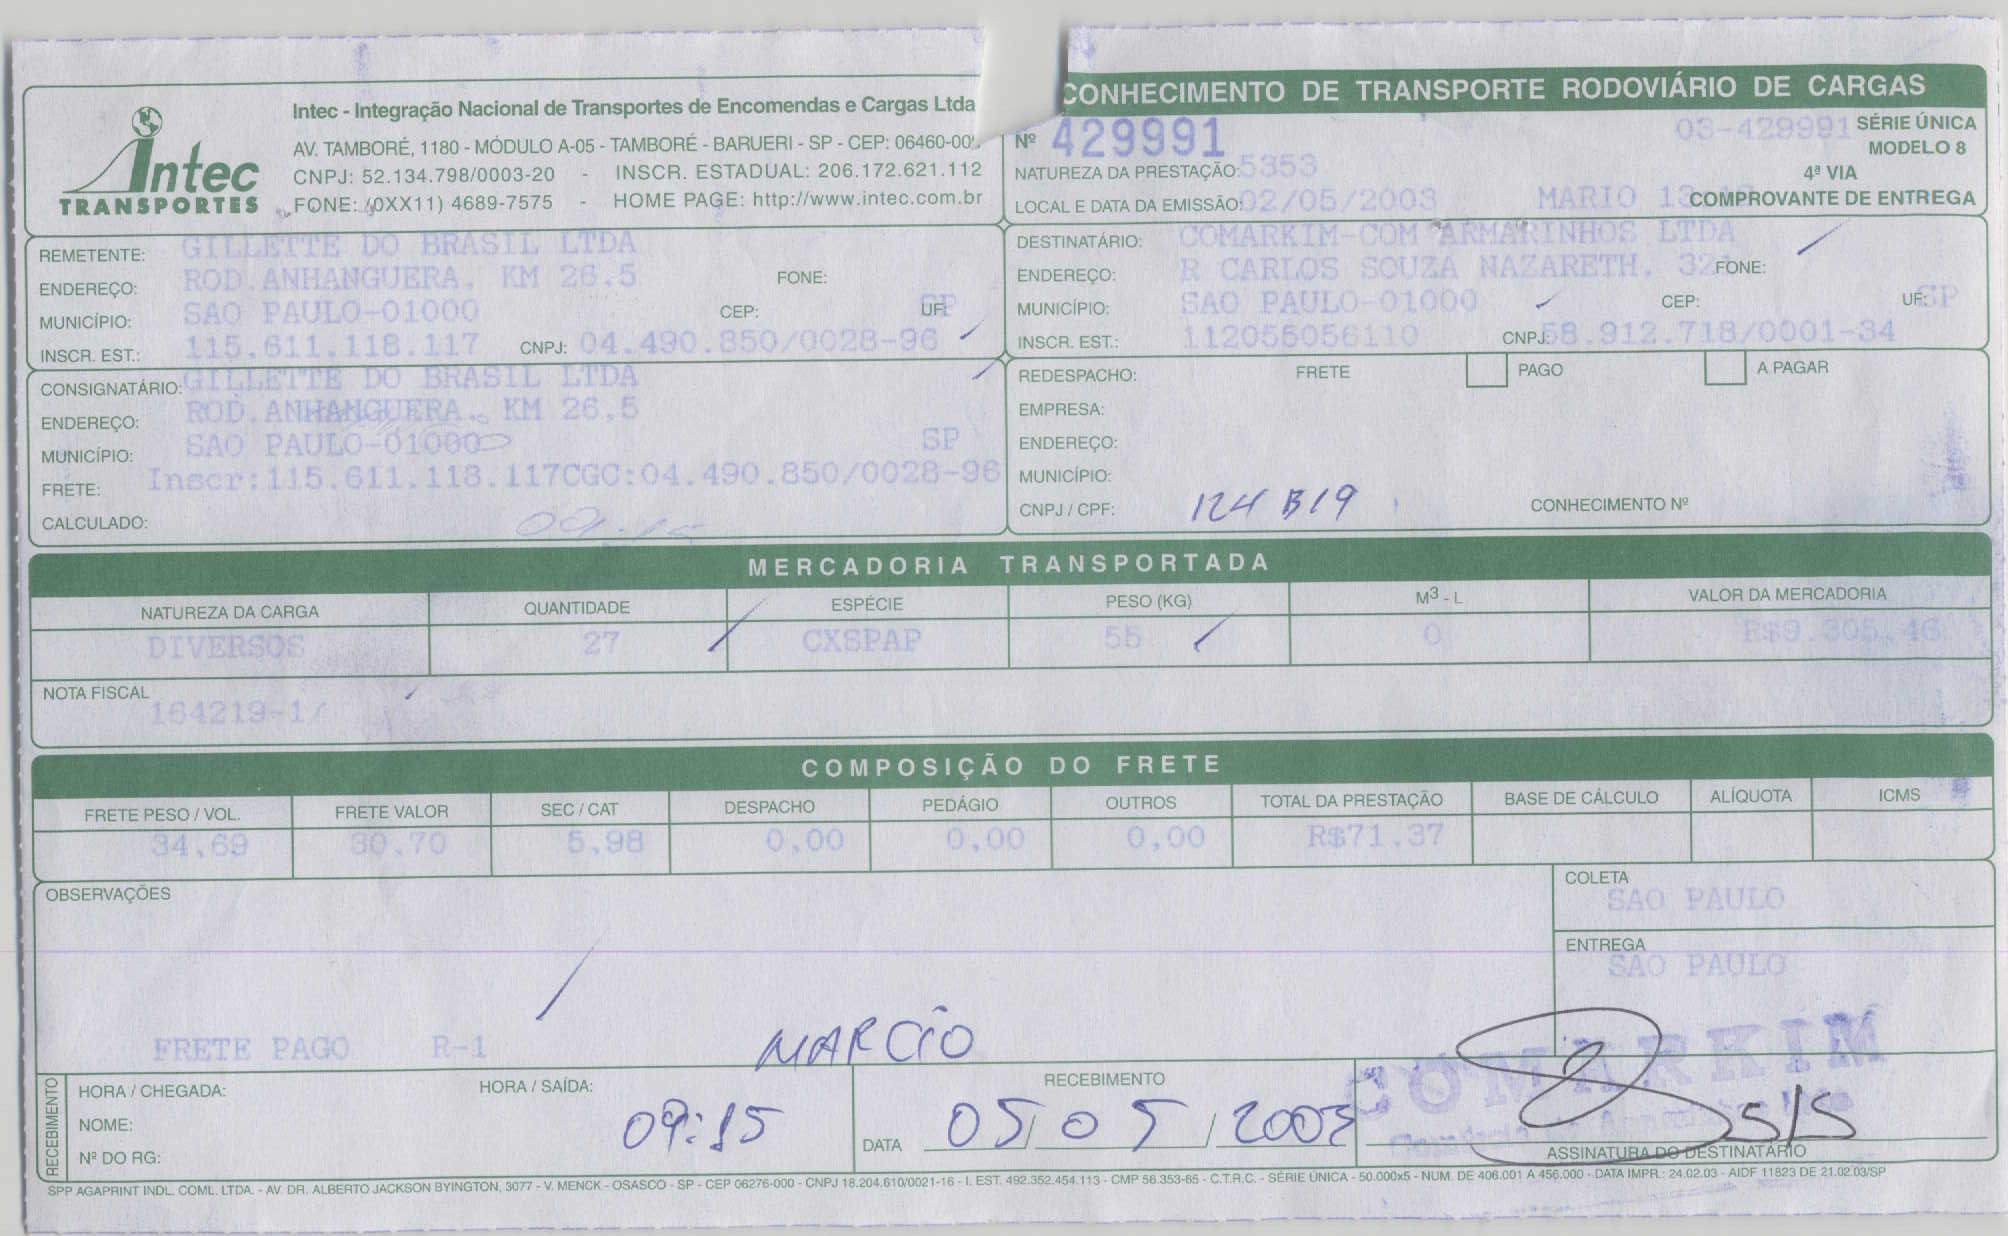 Intec TRANSPORTES
Intec - Integração Nacional de Transportes de Encomendas e Cargas Ltda
AV. TAMBORÉ, 1180 - MÓDULO A-05 - TAMBORÉ - BARUERI - SP - CEP: 06460-00
CNPJ: 52.134.798/0003-20 - INSCR. ESTADUAL: 206.172.621.112
FONE: (0XX11) 4689-7575 - HOME PAGE: http://www.intec.com.br
CONHECIMENTO DE TRANSPORTE RODOVIÁRIO DE CARGAS
Nº 429991 03-429991 SÉRIE ÚNICA
MODELO 8
NATUREZA DA PRESTAÇÃO: 5353 4ª VIA
LOCAL E DATA DA EMISSÃO: 02/05/2003 MARIO COMPROVANTE DE ENTREGA
REMETENTE: GILLETTE DO BRASIL LTDA
ENDEREÇO: ROD.ANHANGUERA, KM 26.5 FONE:
MUNICÍPIO: SAO PAULO-01000 CEP: UF: SP
INSCR. EST.: 115.611.118.117 CNPJ: 04.490.850/0028-96
DESTINATÁRIO: COMARKIM-COM ARMARINHOS LTDA
ENDEREÇO: R CARLOS SOUZA NAZARETH, FONE:
MUNICÍPIO: SAO PAULO-01000 CEP: UF: SP
INSCR. EST.: 112055056110 CNPJ: 58.912.718/0001-34
CONSIGNATÁRIO: GILLETTE DO BRASIL LTDA
ENDEREÇO: ROD.ANHANGUERA, KM 26.5
MUNICÍPIO: SAO PAULO-01000 SP
FRETE: Inscr:115.611.118.117CGC:04.490.850/0028-96
CALCULADO: 09:15
REDESPACHO: FRETE PAGO A PAGAR
EMPRESA:
ENDEREÇO:
MUNICÍPIO:
CNPJ / CPF: 124 B19 CONHECIMENTO Nº
MERCADORIA TRANSPORTADA
NATUREZA DA CARGA QUANTIDADE ESPÉCIE PESO (KG) M3 - L VALOR DA MERCADORIA
DIVERSOS 27 CXSPAP 55 0 R$9.305,46
NOTA FISCAL
164219-1/
COMPOSIÇÃO DO FRETE
FRETE PESO / VOL. FRETE VALOR SEC / CAT DESPACHO PEDÁGIO OUTROS TOTAL DA PRESTAÇÃO BASE DE CÁLCULO ALÍQUOTA ICMS
34,69 30,70 5,98 0,00 0,00 0,00 R$71,37
OBSERVAÇÕES
COLETA
SAO PAULO
ENTREGA
SAO PAULO
FRETE PAGO R-1
MARCIO
COMARKIM
RECEBIMENTO
HORA / CHEGADA: HORA / SAÍDA: 09:15
NOME:
Nº DO RG:
RECEBIMENTO
DATA 05/05/2003
5/5
ASSINATURA DO DESTINATÁRIO
SPP AGAPRINT INDL. COML. LTDA. - AV. DR. ALBERTO JACKSON BYINGTON, 3077 - V. MENCK - OSASCO - SP - CEP 06276-000 - CNPJ 18.204.610/0021-16 - I. EST. 492.352.454.113 - CMP 56.353-65 - C.T.R.C. - SÉRIE ÚNICA - 50.000x5 - NUM. DE 406.001 A 456.000 - DATA IMPR.: 24.02.03 - AIDF 11823 DE 21.02.03/SP